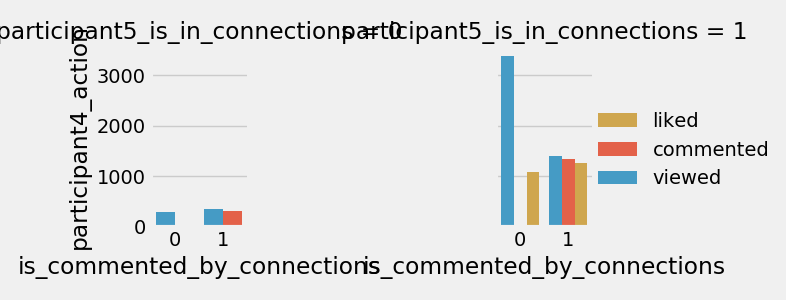 participant5_is_in_connections = 0
participant5_is_in_connections = 1
participant4_action
3000
2000
1000
0
0 1
0 1
is_commented_by_connections
is_commented_by_connections
liked
commented
viewed